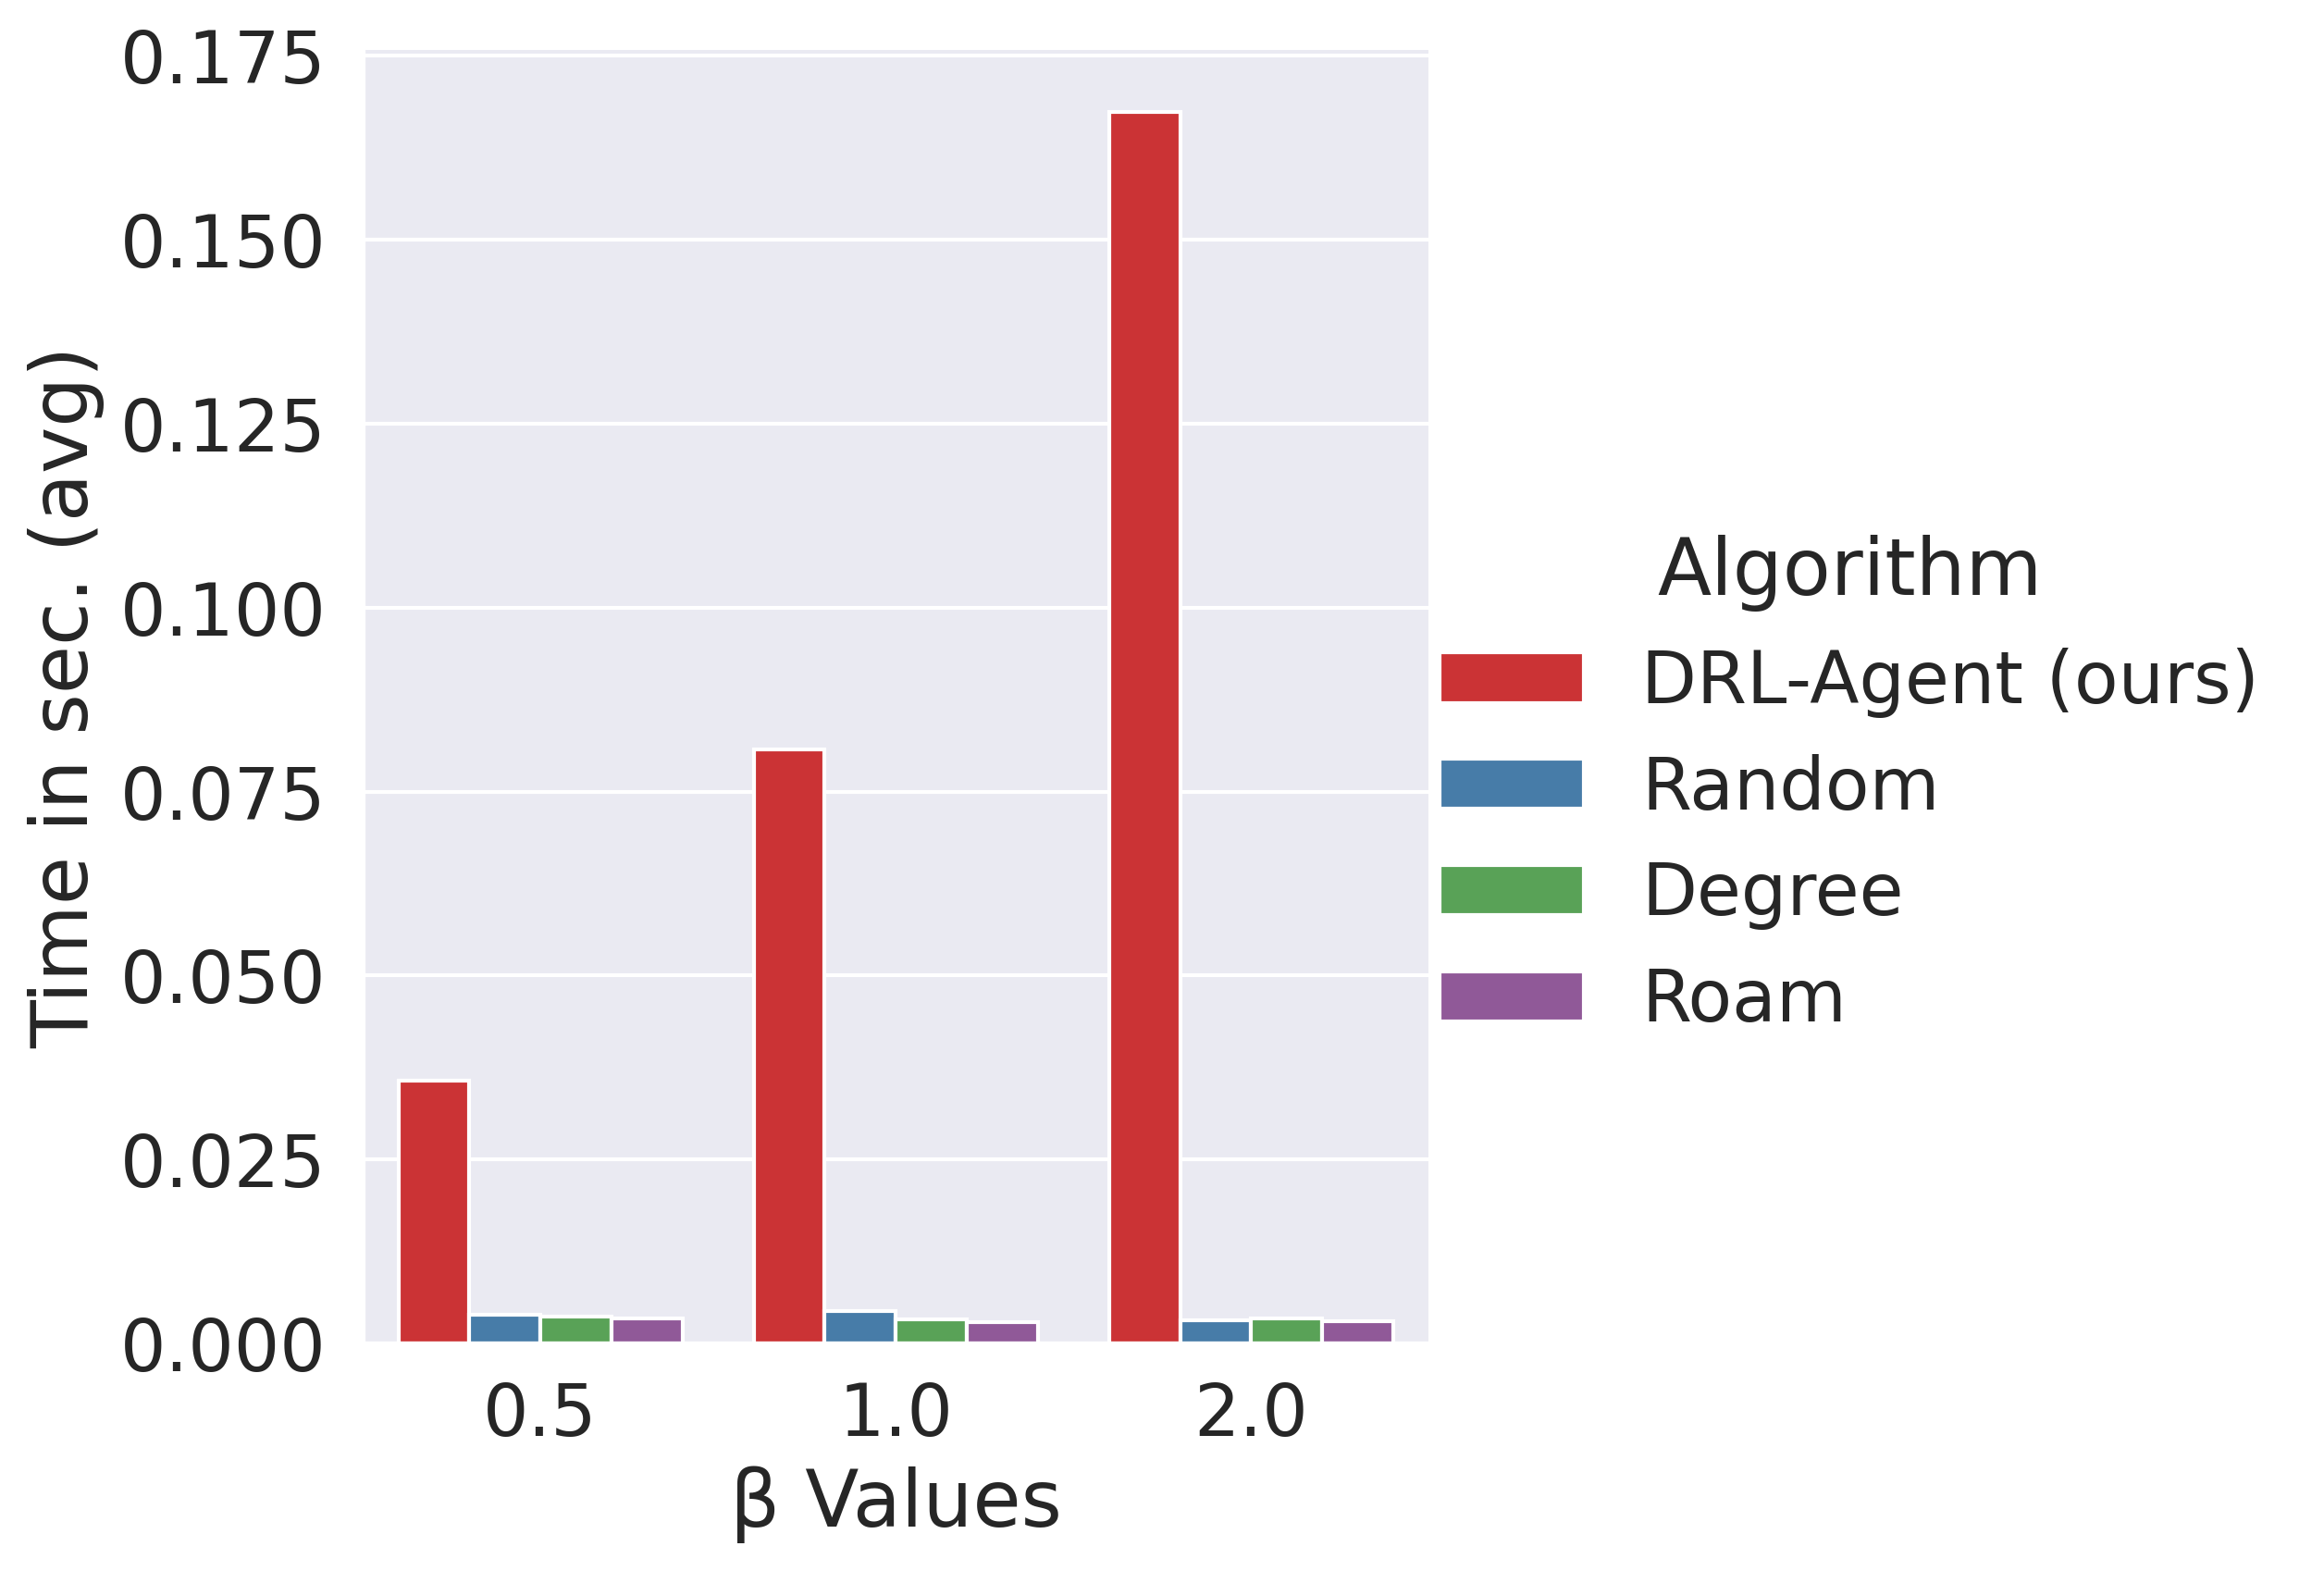 0.175
0.150
0.125
0.100
0.075
0.050
0.025
0.000
Time in sec. (avg)
0.5 1.0 2.0
β Values
Algorithm
DRL-Agent (ours)
Random
Degree
Roam